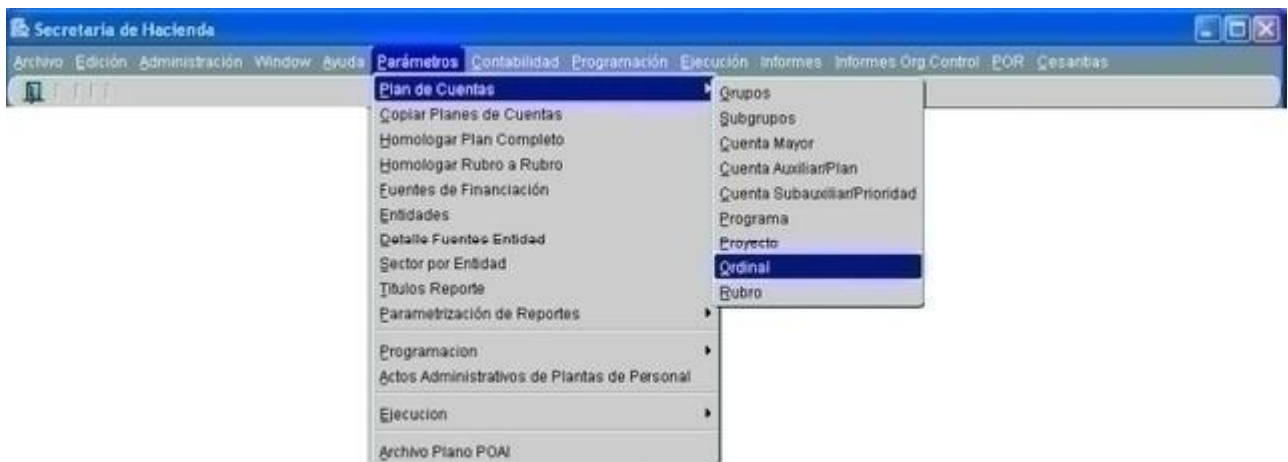 Secretaria de Hacienda
Archivo Edición Administración Window Ayuda Parámetros Contabilidad Programación Ejecución Informes Informes Org.Control POR Cesantias
Plan de Cuentas
Copiar Planes de Cuentas
Homologar Plan Completo
Homologar Rubro a Rubro
Fuentes de Financiación
Entidades
Detalle Fuentes Entidad
Sector por Entidad
Titulos Reporte
Parametrización de Reportes
Programacion
Actos Administrativos de Plantas de Personal
Ejecucion
Archivo Plano POAI
Grupos
Subgrupos
Cuenta Mayor
Cuenta Auxiliar/Plan
Cuenta Subauxiliar/Prioridad
Programa
Proyecto
Ordinal
Rubro